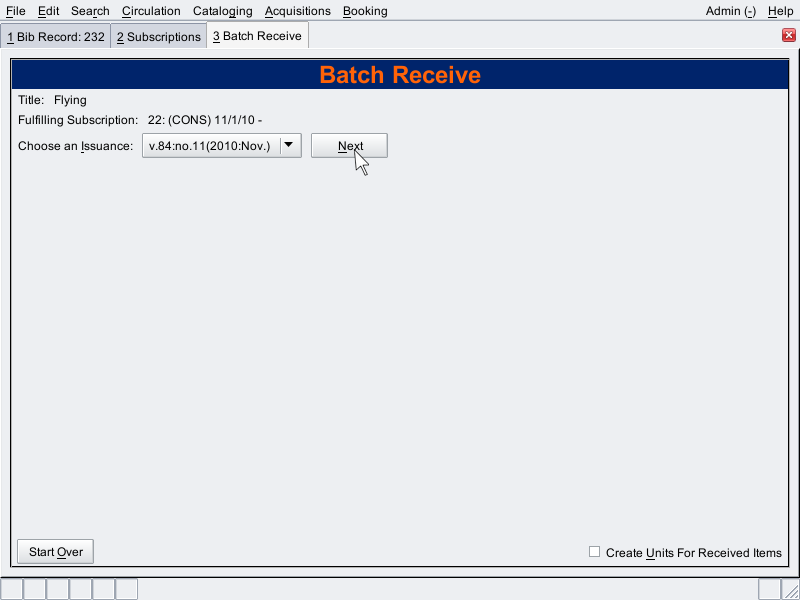 File Edit Search Circulation Cataloging Acquisitions Booking Admin (-) Help
1 Bib Record: 232 2 Subscriptions 3 Batch Receive
Batch Receive
Title: Flying
Fulfilling Subscription: 22: (CONS) 11/1/10 -
Choose an Issuance: v.84:no.11(2010:Nov.) Next
Start Over Create Units For Received Items